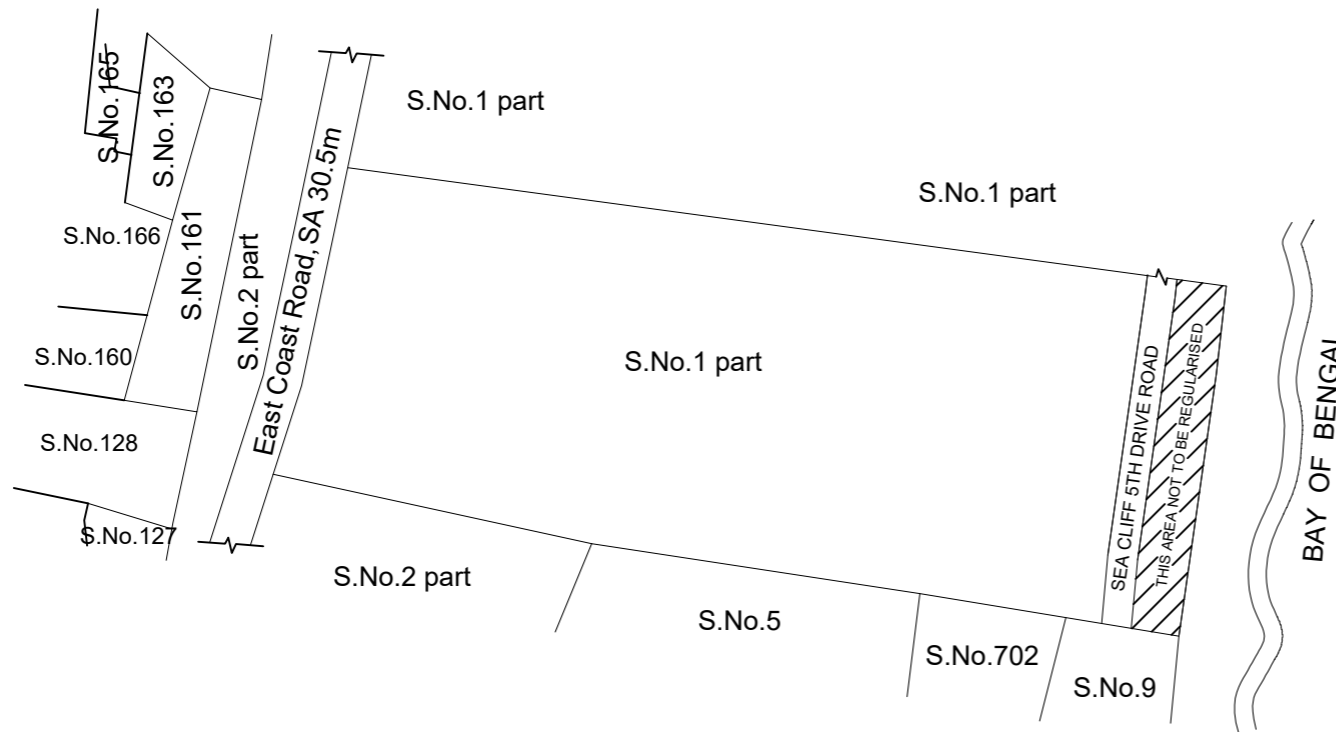 S.No.165
S.No.163
S.No.1 part
S.No.1 part
S.No.166
S.No.161
S.No.2 part
East Coast Road, SA 30.5m
S.No.160
S.No.1 part
SEA CLIFF 5TH DRIVE ROAD
THIS AREA NOT TO BE REGULARISED
BAY OF BENGAL
S.No.128
S.No.127
S.No.2 part
S.No.5
S.No.702
S.No.9